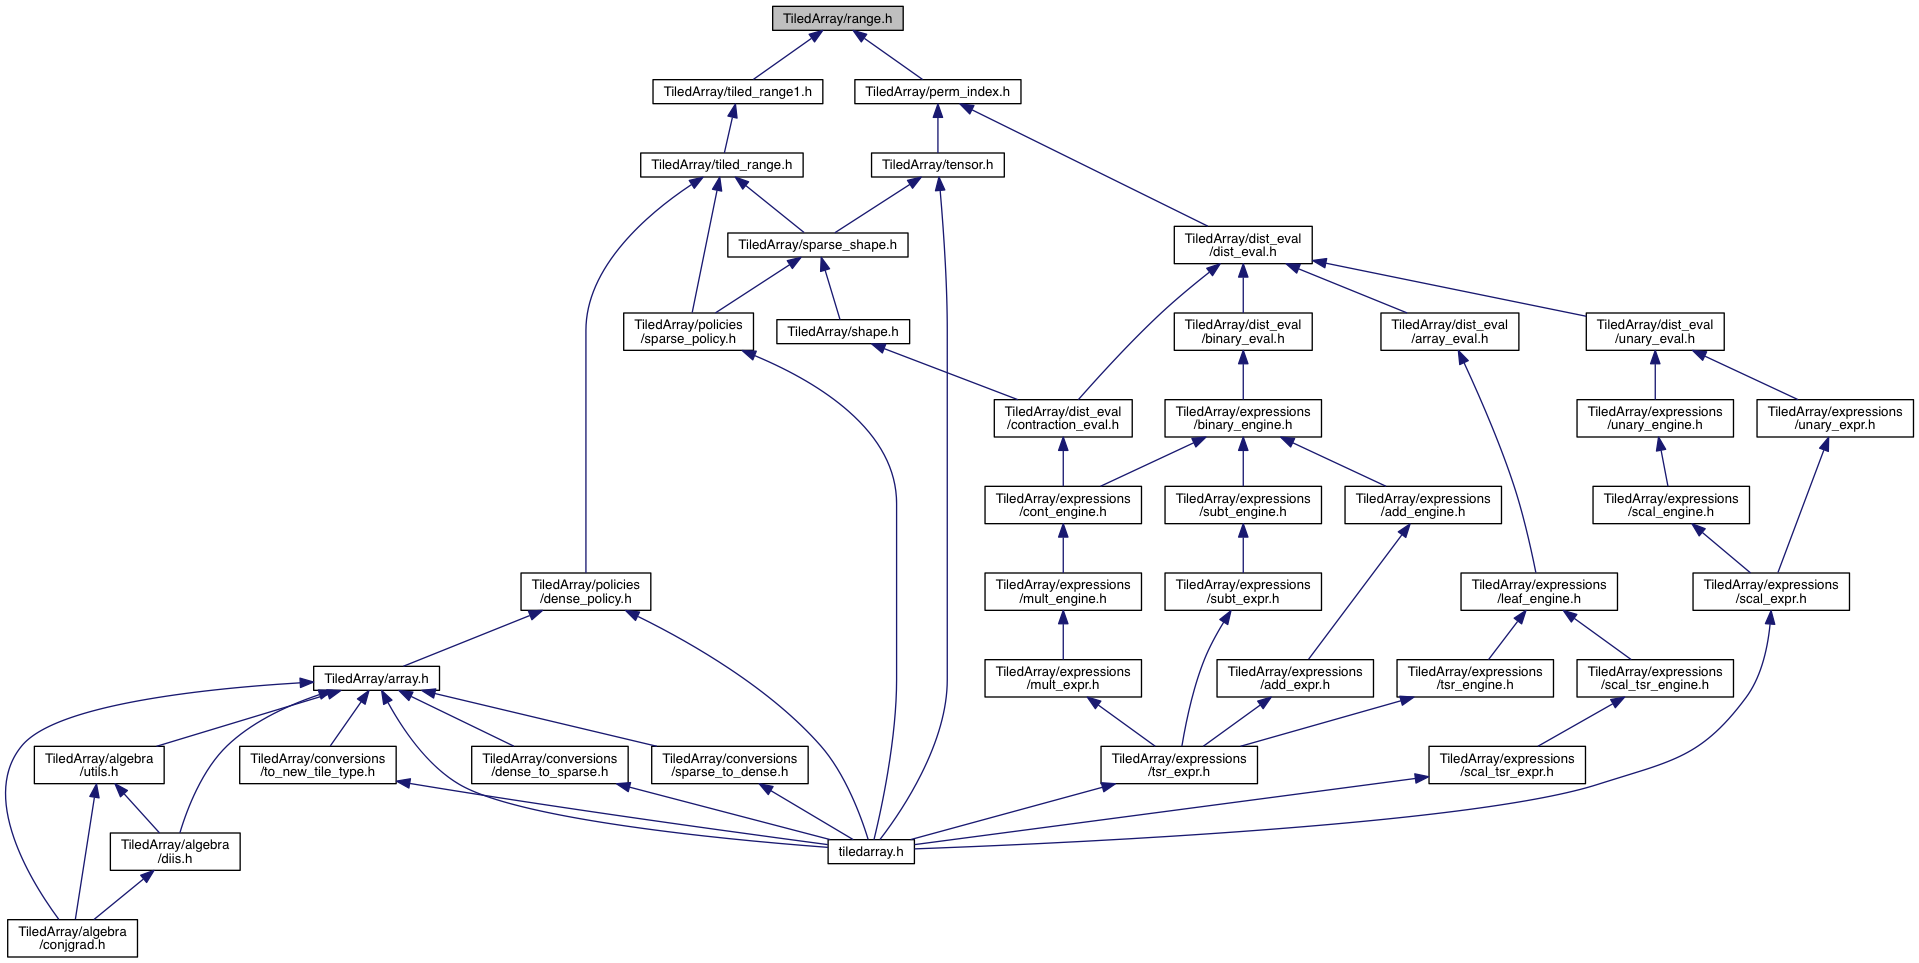 TiledArray/range.h
TiledArray/tiled_range1.h
TiledArray/perm_index.h
TiledArray/tiled_range.h
TiledArray/tensor.h
TiledArray/sparse_shape.h
TiledArray/dist_eval
/dist_eval.h
TiledArray/policies
/sparse_policy.h
TiledArray/shape.h
TiledArray/dist_eval
/binary_eval.h
TiledArray/dist_eval
/array_eval.h
TiledArray/dist_eval
/unary_eval.h
TiledArray/dist_eval
/contraction_eval.h
TiledArray/expressions
/binary_engine.h
TiledArray/expressions
/unary_engine.h
TiledArray/expressions
/unary_expr.h
TiledArray/expressions
/cont_engine.h
TiledArray/expressions
/subt_engine.h
TiledArray/expressions
/add_engine.h
TiledArray/expressions
/scal_engine.h
TiledArray/policies
/dense_policy.h
TiledArray/expressions
/mult_engine.h
TiledArray/expressions
/subt_expr.h
TiledArray/expressions
/leaf_engine.h
TiledArray/expressions
/scal_expr.h
TiledArray/array.h
TiledArray/expressions
/mult_expr.h
TiledArray/expressions
/add_expr.h
TiledArray/expressions
/tsr_engine.h
TiledArray/expressions
/scal_tsr_engine.h
TiledArray/algebra
/utils.h
TiledArray/conversions
/to_new_tile_type.h
TiledArray/conversions
/dense_to_sparse.h
TiledArray/conversions
/sparse_to_dense.h
TiledArray/expressions
/tsr_expr.h
TiledArray/expressions
/scal_tsr_expr.h
TiledArray/algebra
/diis.h
tiledarray.h
TiledArray/algebra
/conjgrad.h